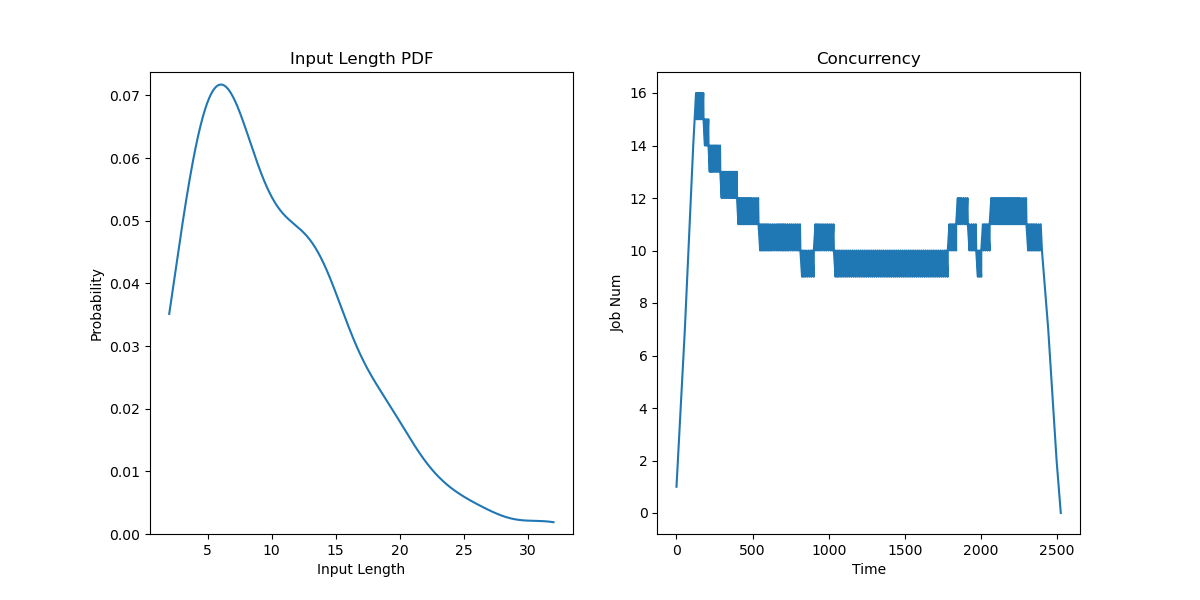 Input Length PDF
0.07
0.06
0.05
0.04
0.03
0.02
0.01
0.00
Probability
5 10 15 20 25 30
Input Length
Concurrency
16
14
12
10
8
6
4
2
0
Job Num
0 500 1000 1500 2000 2500
Time